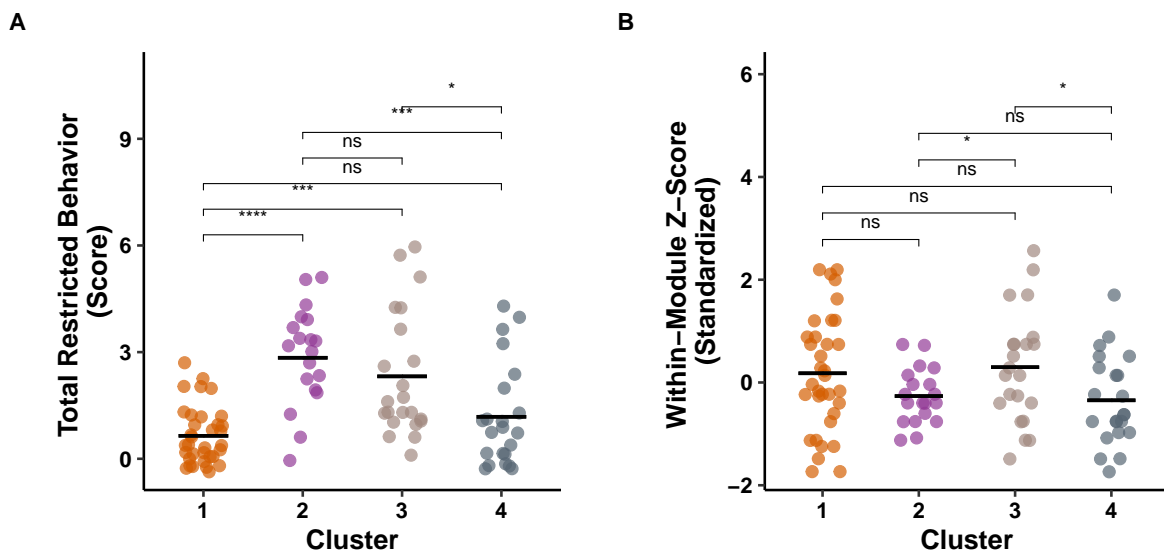 A
Total Restricted Behavior
(Score)
9
6
3
0
*
***
ns
ns
***
****
1 2 3 4
Cluster
B
Within−Module Z−Score
(Standardized)
6
4
2
0
−2
*
ns
*
ns
ns
ns
1 2 3 4
Cluster